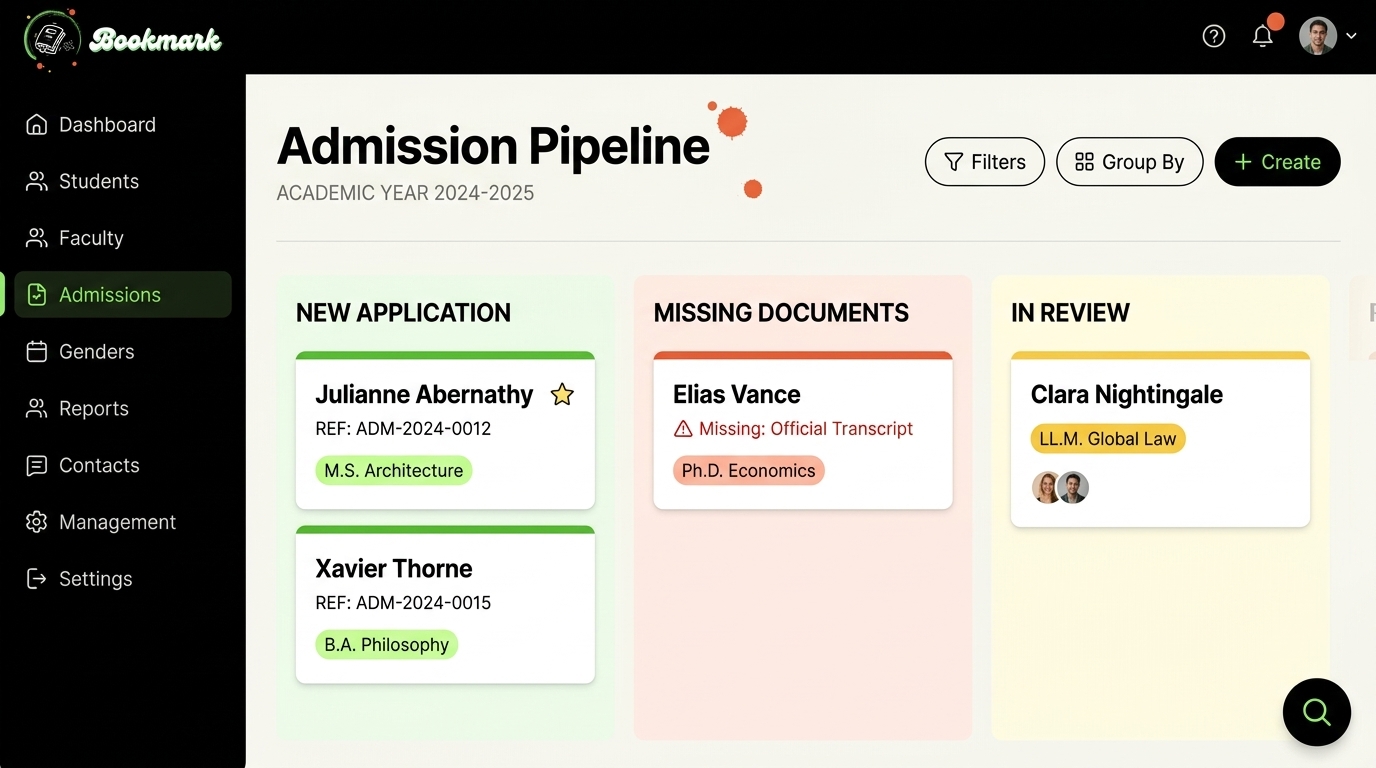 Bookmark
Dashboard
Students
Faculty
Admissions
Genders
Reports
Contacts
Management
Settings
Admission Pipeline
ACADEMIC YEAR 2024-2025
Filters
Group By
Create
NEW APPLICATION
Julianne Abernathy
REF: ADM-2024-0012
M.S. Architecture
Xavier Thorne
REF: ADM-2024-0015
B.A. Philosophy
MISSING DOCUMENTS
Elias Vance
Missing: Official Transcript
Ph.D. Economics
IN REVIEW
Clara Nightingale
LL.M. Global Law